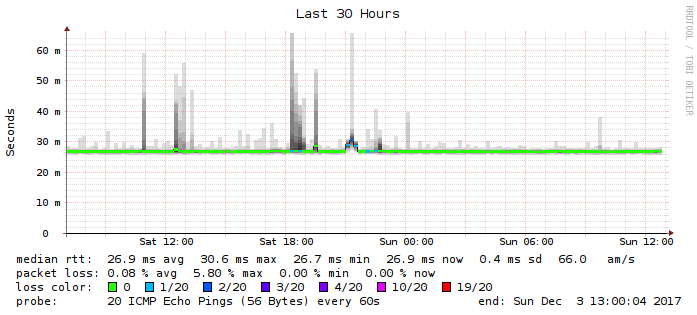 Last 30 Hours
RRDTOOL / TOBI OETIKER
Seconds
60 m
50 m
40 m
30 m
20 m
10 m
0
Sat 12:00 Sat 18:00 Sun 00:00 Sun 06:00 Sun 12:00
median rtt: 26.9 ms avg 30.6 ms max 26.7 ms min 26.9 ms now 0.4 ms sd 66.0 am/s
packet loss: 0.08 % avg 5.80 % max 0.00 % min 0.00 % now
loss color: 0 1/20 2/20 3/20 4/20 10/20 19/20
probe: 20 ICMP Echo Pings (56 Bytes) every 60s end: Sun Dec 3 13:00:04 2017